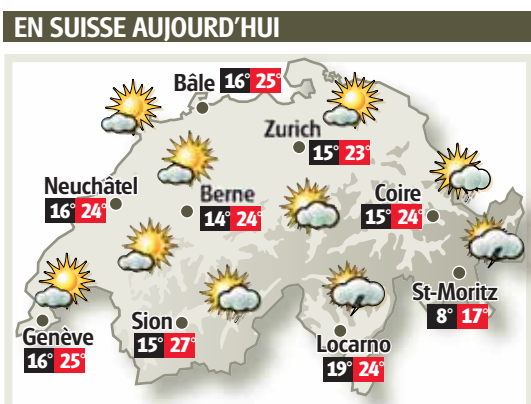 EN SUISSE AUJOURD'HUI
Bâle 16° 25°
Zurich
15° 23°
Neuchâtel
16° 24°
Berne
14° 24°
Coire
15° 24°
St-Moritz
8° 17°
Sion
15° 27°
Genève
16° 25°
Locarno
19° 24°